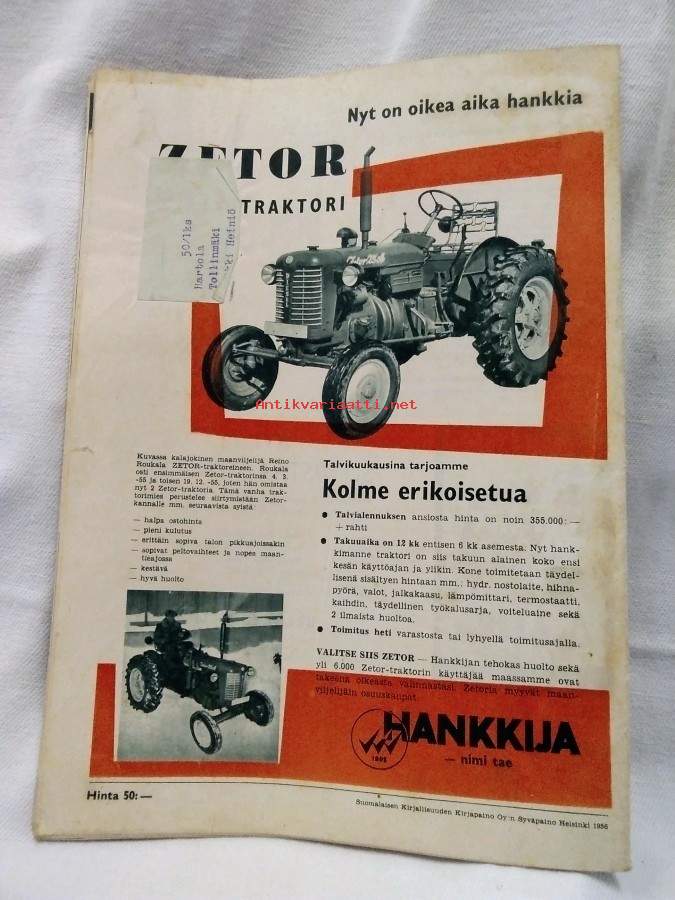 Nyt on oikea aika hankkia
ZETOR
TRAKTORI
50/1ks
Hartola
Tollinmäki
Heiniö
Zetor 25
Antikvariaatti.net
Kuvassa kalajokinen maanviljelijä Reino
Roukala ZETOR-traktoreineen. Roukala
osti ensimmäisen Zetor-traktorinsa 4. 3.
-55 ja toisen 19. 12. -55, joten hän omistaa
nyt 2 Zetor-traktoria. Tämä vanha trak-
torimies perustelee siirtymistään Zetor-
kannalle mm. seuraavista syistä:
— halpa ostohinta
— pieni kulutus
— erittäin sopiva talon pikkuajoissakin
— sopivat peltovaihteet ja nopea maan-
tieajossa
— kestävä
— hyvä huolto
Talvikuukausina tarjoamme
Kolme erikoisetua
● Talvialennuksen ansiosta hinta on noin 355.000: —
+ rahti
● Takuuaika on 12 kk entisen 6 kk asemesta. Nyt hank-
kimanne traktori on siis takuun alainen koko ensi
kesän käyttöajan ja ylikin. Kone toimitetaan täydel-
lisenä sisältyen hintaan mm.: hydr. nostolaite, hihna-
pyörä, valot, jalkakaasu, lämpömittari, termostaatti,
kaihdin, täydellinen työkalusarja, voiteluaine sekä
2 ilmaista huoltoa.
● Toimitus heti varastosta tai lyhyellä toimitusajalla.
VALITSE SIIS ZETOR — Hankkijan tehokas huolto sekä
yli 6.000 Zetor-traktorin käyttäjää maassamme ovat
takeena oikeasta valinnastasi. Zetoria myyvät maan-
viljelijäin osuuskaupat.
HANKKIJA
1905
— nimi tae
Hinta 50: —
Suomalaisen Kirjallisuuden Kirjapaino Oy:n Syväpaino Helsinki 1956